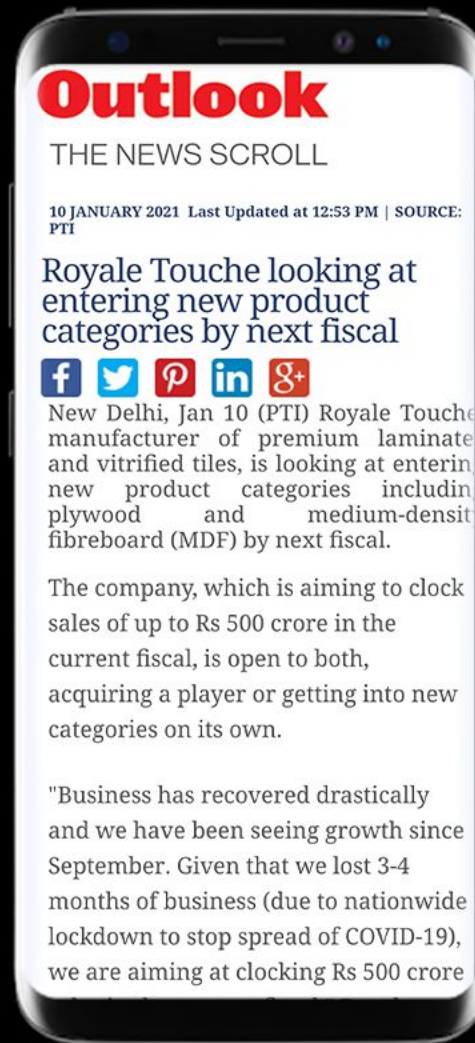 Outlook
THE NEWS SCROLL
10 JANUARY 2021 Last Updated at 12:53 PM | SOURCE:
PTI
Royale Touche looking at
entering new product
categories by next fiscal
f in 8+
New Delhi, Jan 10 (PTI) Royale Touche
manufacturer of premium laminate
and vitrified tiles, is looking at enterin
new product categories includin
plywood and medium-densit
fibreboard (MDF) by next fiscal.
The company, which is aiming to clock
sales of up to Rs 500 crore in the
current fiscal, is open to both,
acquiring a player or getting into new
categories on its own.
"Business has recovered drastically
and we have been seeing growth since
September. Given that we lost 3-4
months of business (due to nationwide
lockdown to stop spread of COVID-19),
we are aiming at clocking Rs 500 crore